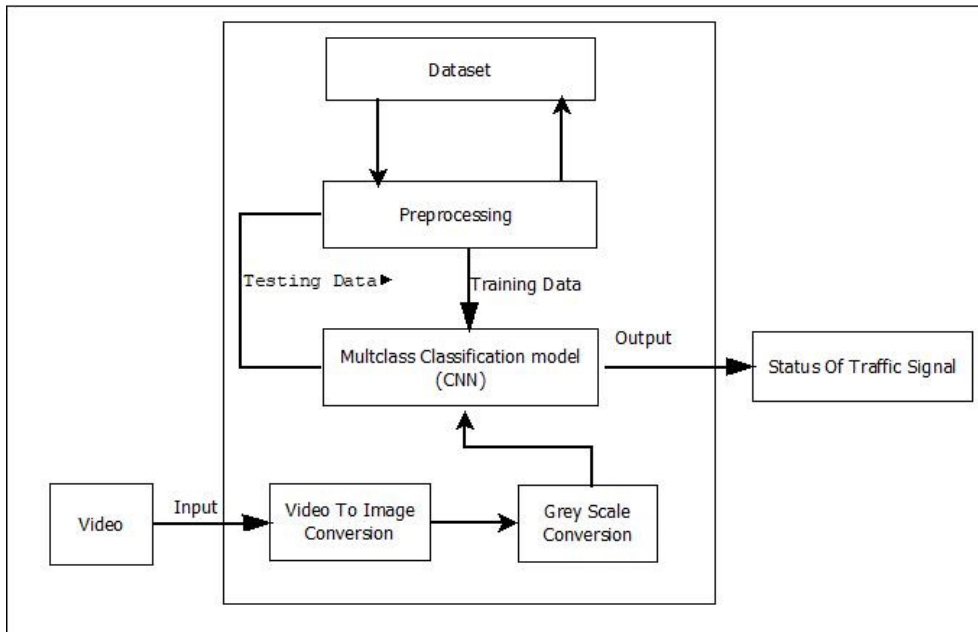 Dataset
Preprocessing
Testing Data
Training Data
Multclass Classification model
(CNN)
Output
Status Of Traffic Signal
Video
Input
Video To Image
Conversion
Grey Scale
Conversion